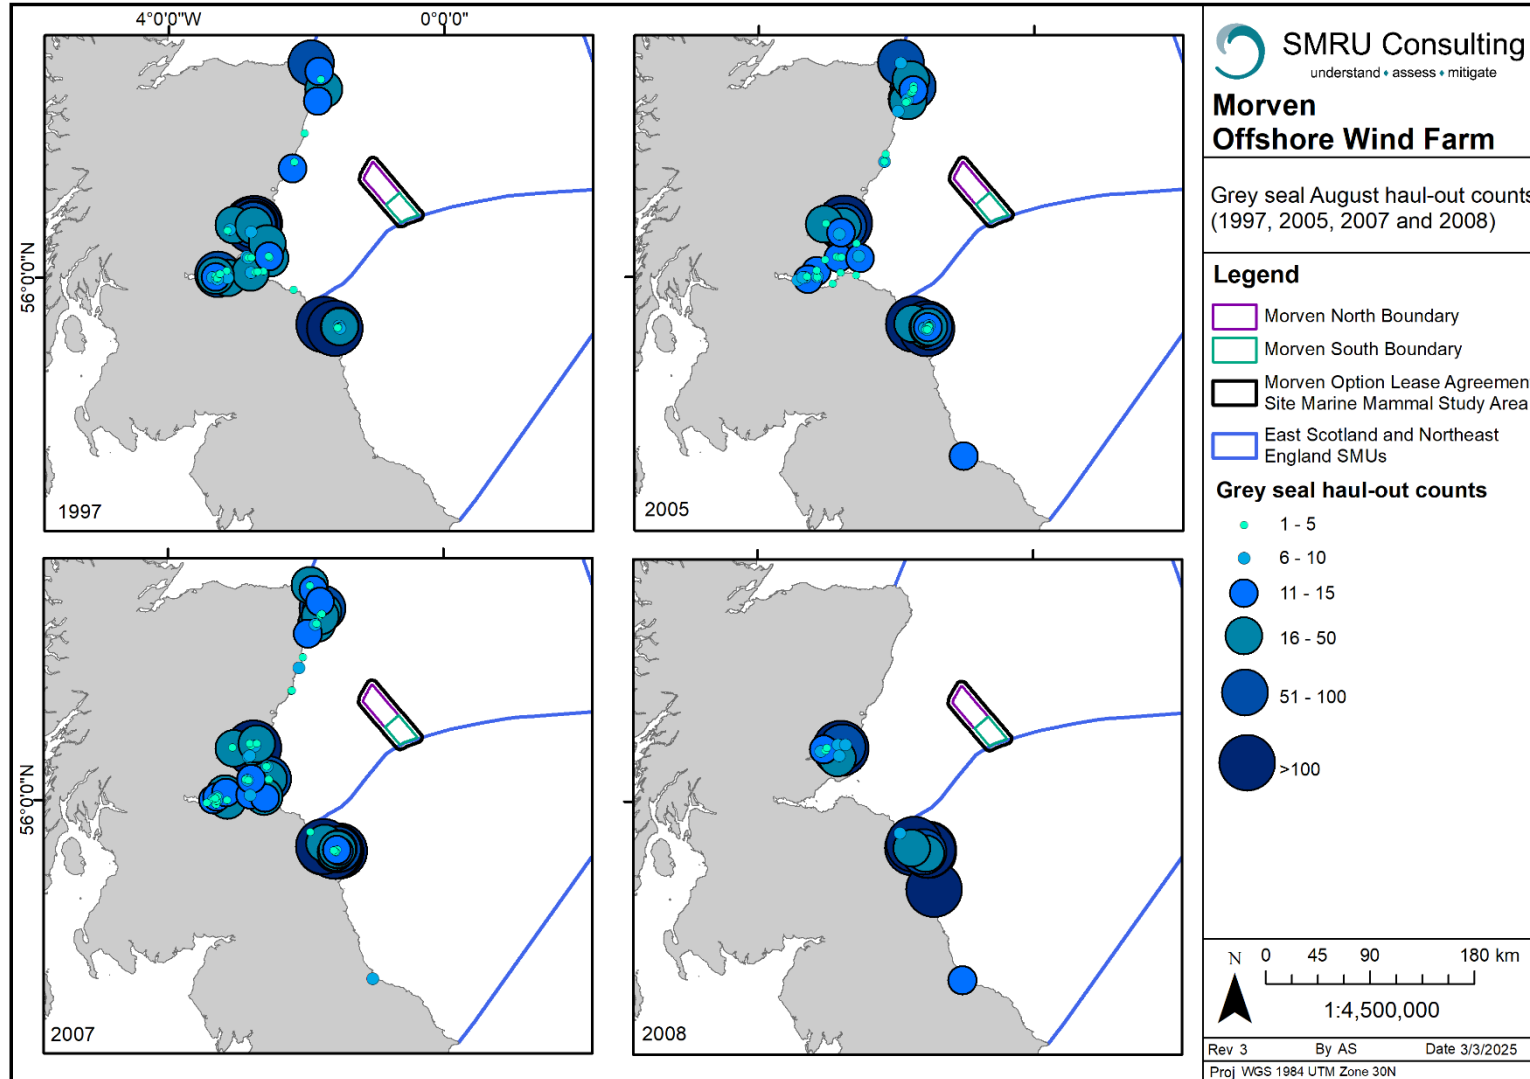 4°0'0"W
0°0'0"
56°0'0"N
1997
2005
56°0'0"N
2007
2008
SMRU Consulting
understand ♦ assess ♦ mitigate
Morven
Offshore Wind Farm
Grey seal August haul-out counts
(1997, 2005, 2007 and 2008)
Legend
Morven North Boundary
Morven South Boundary
Morven Option Lease Agreemen
Site Marine Mammal Study Area
East Scotland and Northeast
England SMUs
Grey seal haul-out counts
1 - 5
6 - 10
11 - 15
16 - 50
51 - 100
>100
N
0 45 90 180 km
1:4,500,000
Rev 3 By AS Date 3/3/2025
Proj WGS 1984 UTM Zone 30N